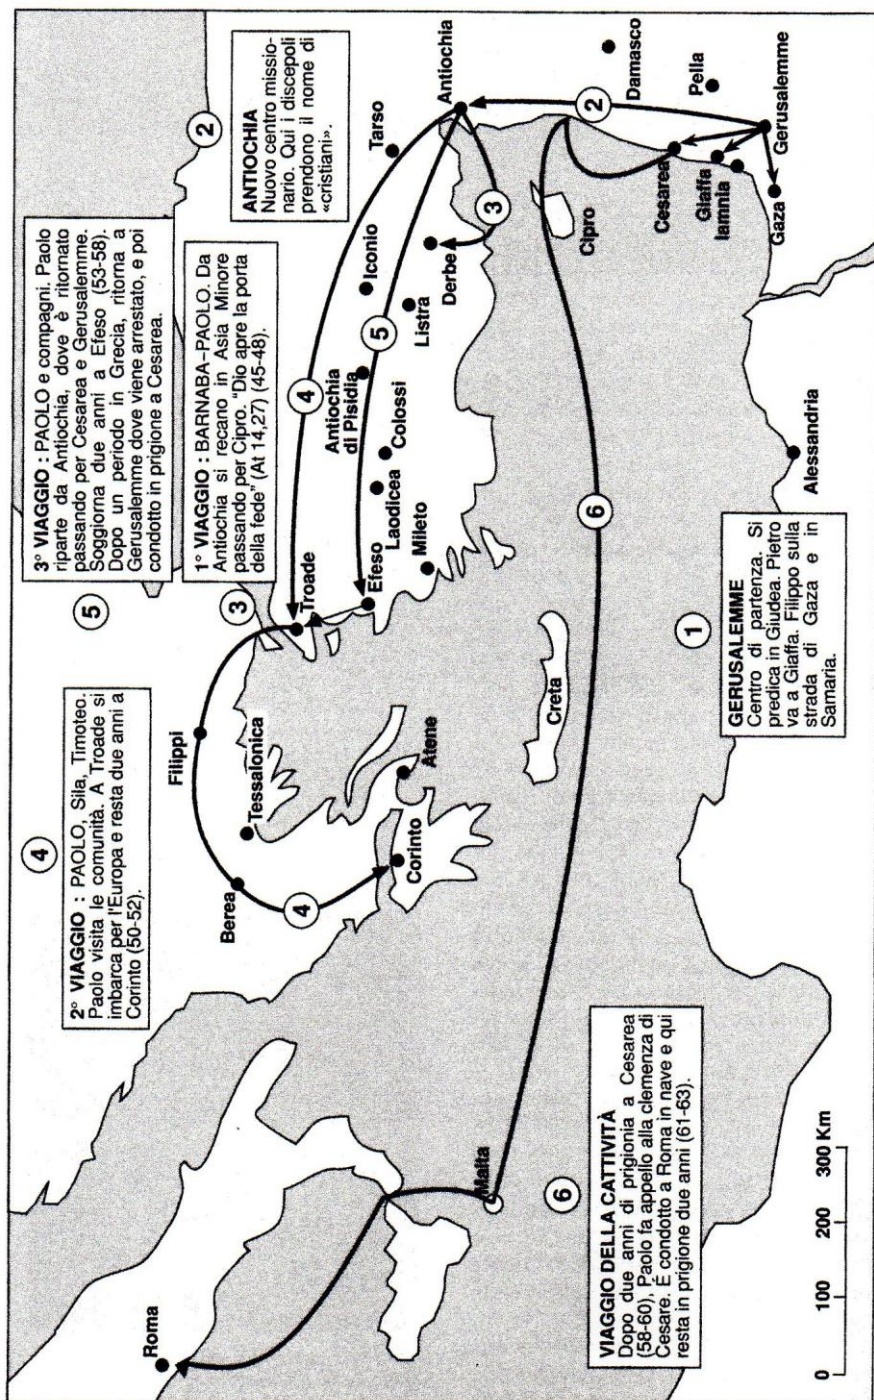 4
2° VIAGGIO : PAOLO, Sila, Timoteo.
Paolo visita le comunità. A Troade si
imbarca per l'Europa e resta due anni a
Corinto (50-52).
5
3° VIAGGIO : PAOLO e compagni. Paolo
riparte da Antiochia, dove è ritornato
passando per Cesarea e Gerusalemme.
Soggiorna due anni a Efeso (53-58).
Dopo un periodo in Grecia, ritorna a
Gerusalemme dove viene arrestato, e poi
condotto in prigione a Cesarea.
3
1° VIAGGIO : BARNABA-PAOLO. Da
Antiochia si recano in Asia Minore
passando per Cipro. "Dio apre la porta
della fede" (At 14,27) (45-48).
2
ANTIOCHIA
Nuovo centro missio-
nario. Qui i discepoli
prendono il nome di
«cristiani».
Roma
Filippi
Berea
Tessalonica
4
Corinto
Atene
Troade
4
Efeso
Mileto
Laodicea
Colossi
Antiochia
di Pisidia
5
Listra
Iconio
Derbe
Tarso
3
Antiochia
Malta
Creta
6
Cipro
2
Damasco
Pella
Cesarea
Giaffa
Iamnia
Gerusalemme
Gaza
Alessandria
6
VIAGGIO DELLA CATTIVITÀ
Dopo due anni di prigionia a Cesarea
(58-60), Paolo fa appello alla clemenza di
Cesare. È condotto a Roma in nave e qui
resta in prigione due anni (61-63).
1
GERUSALEMME
Centro di partenza. Si
predica in Giudea. Pietro
va a Giaffa. Filippo sulla
strada di Gaza e in
Samaria.
0 100 200 300 Km